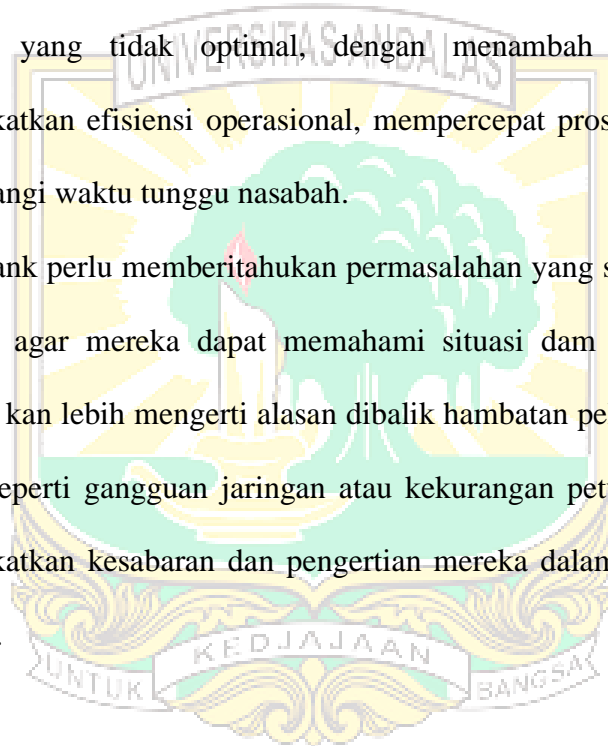 UNIVERSITAS ANDALAS
yang tidak optimal, dengan menambah
katkan efisiensi operasional, mempercepat pros
angi waktu tunggu nasabah.
ank perlu memberitahukan permasalahan yang s
agar mereka dapat memahami situasi dam
kan lebih mengerti alasan dibalik hambatan pe
eperti gangguan jaringan atau kekurangan pet
katkan kesabaran dan pengertian mereka dalam
KEDJAJAAN
UNTUK BANGSA